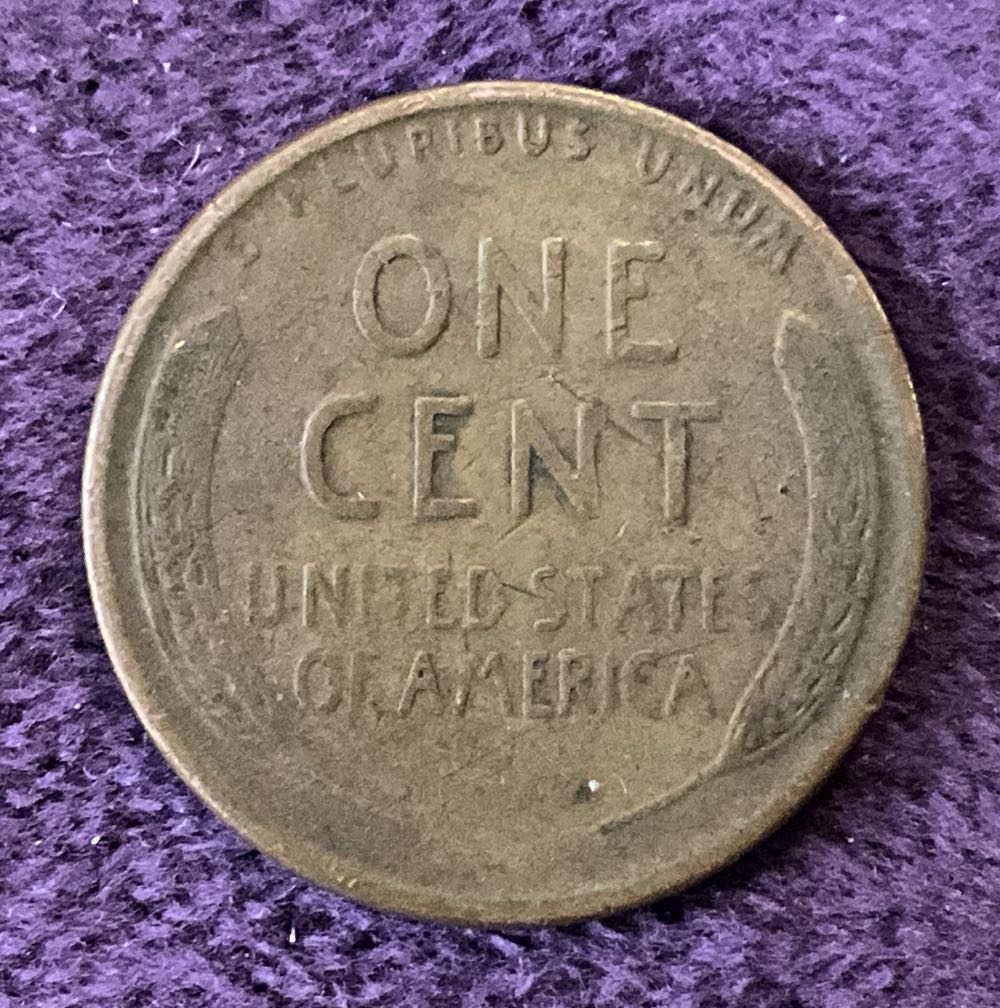 E PLURIBUS UNUM
ONE
CENT
UNITED STATES
OF AMERICA